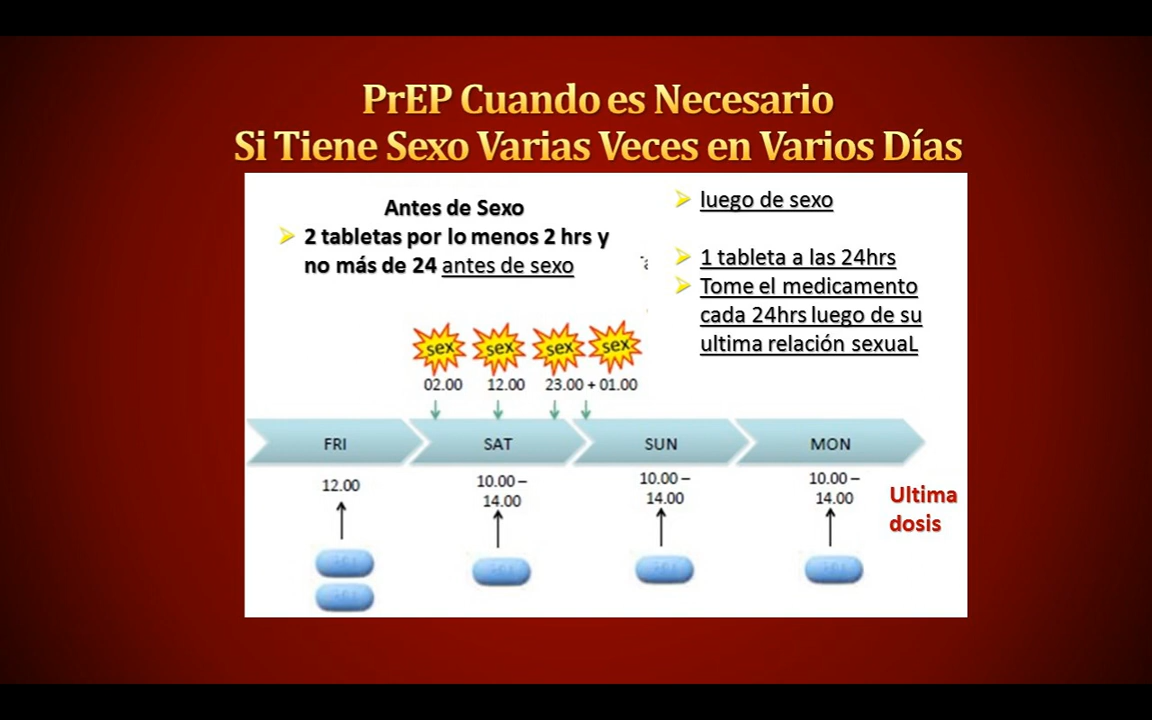 PrEP Cuando es Necesario
Si Tiene Sexo Varias Veces en Varios Días
Antes de Sexo
2 tabletas por lo menos 2 hrs y
no más de 24 antes de sexo
luego de sexo
1 tableta a las 24hrs
Tome el medicamento
cada 24hrs luego de su
ultima relación sexuaL
sex sex sex sex
02.00 12.00 23.00 + 01.00
FRI SAT SUN MON
12.00
10.00 –
14.00
10.00 –
14.00
10.00 –
14.00
Ultima
dosis